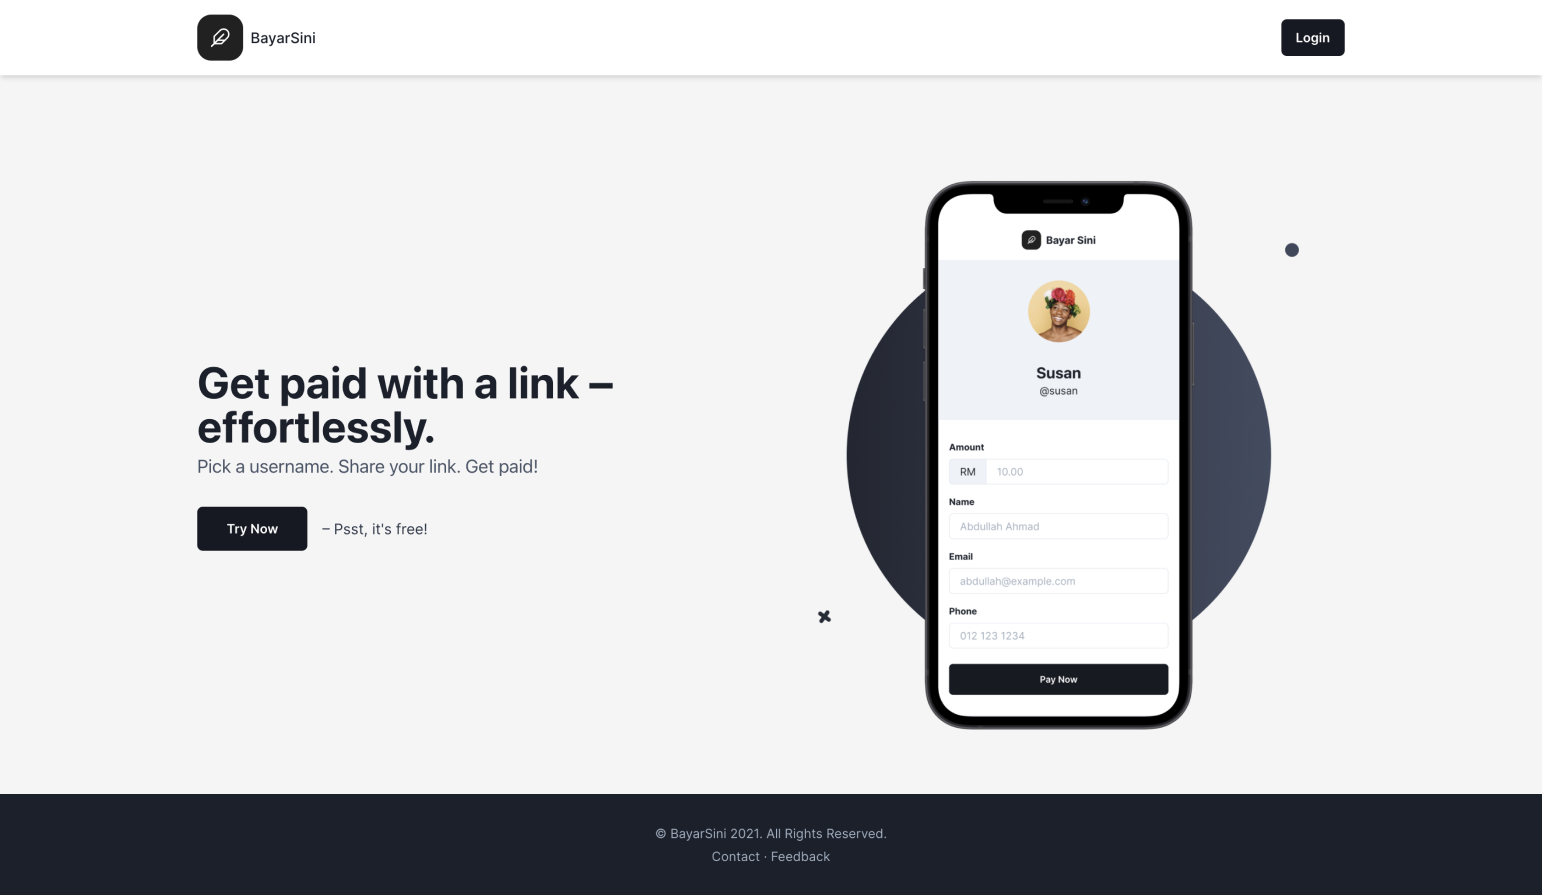 BayarSini
Login
Get paid with a link –
effortlessly.
Pick a username. Share your link. Get paid!
Try Now
– Psst, it's free!
Bayar Sini
Susan
@susan
Amount
RM 10.00
Name
Abdullah Ahmad
Email
abdullah@example.com
Phone
012 123 1234
Pay Now
© BayarSini 2021. All Rights Reserved.
Contact · Feedback